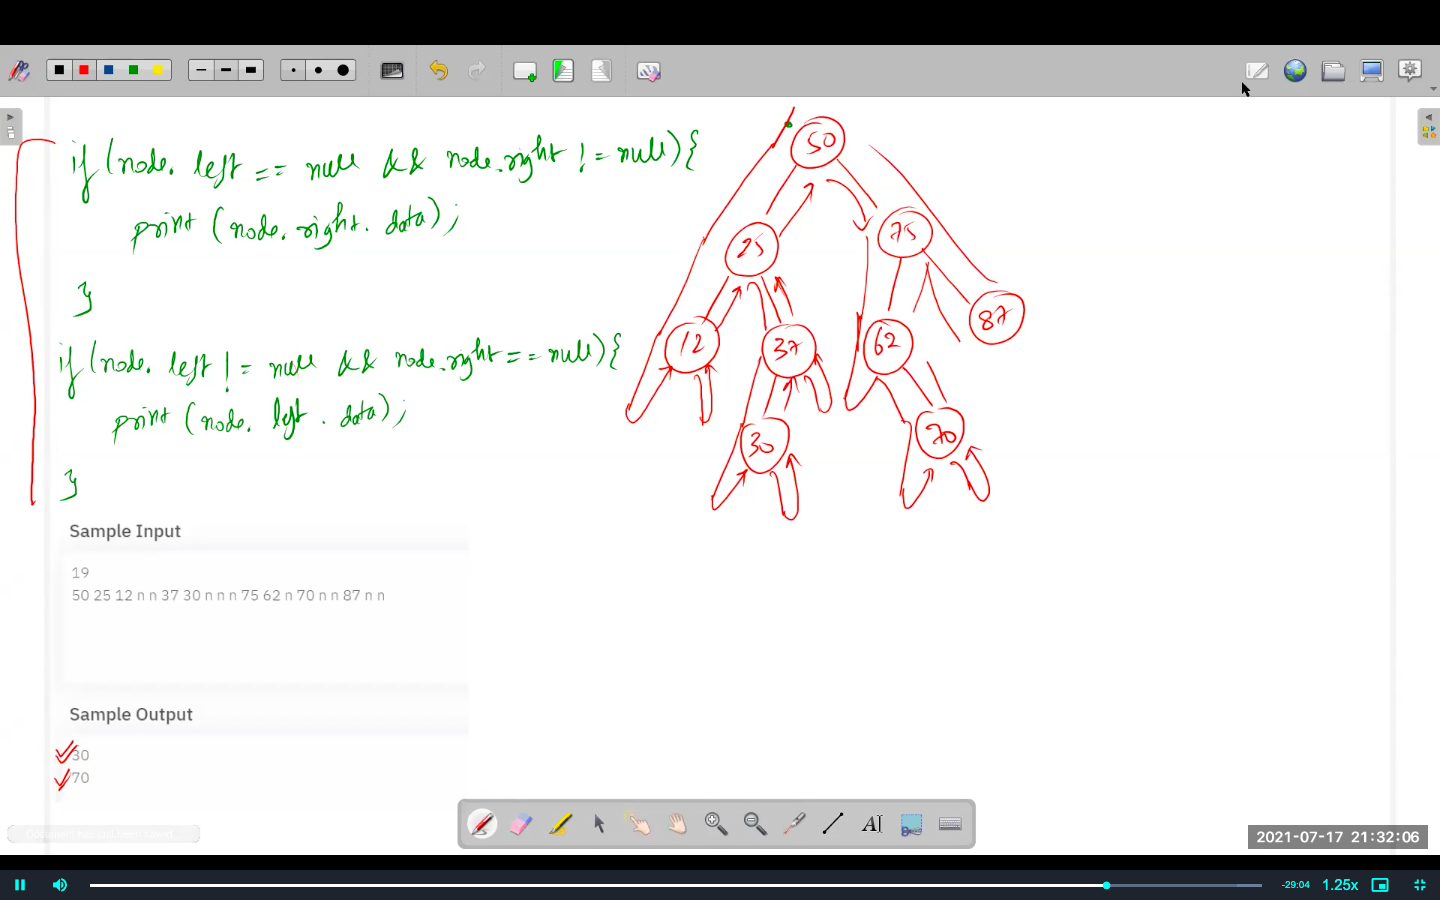 if (node. left == null && node.right != null){
print (node. right. data);
}
if (node. left != null && node.right == null){
print (node. left . data);
}
50
25
75
12
37
62
87
30
70
Sample Input
19
50 25 12 n n 37 30 n n n 75 62 n 70 n n 87 n n
Sample Output
30
70
A
2021-07-17 21:32:06
-29:04
1.25x